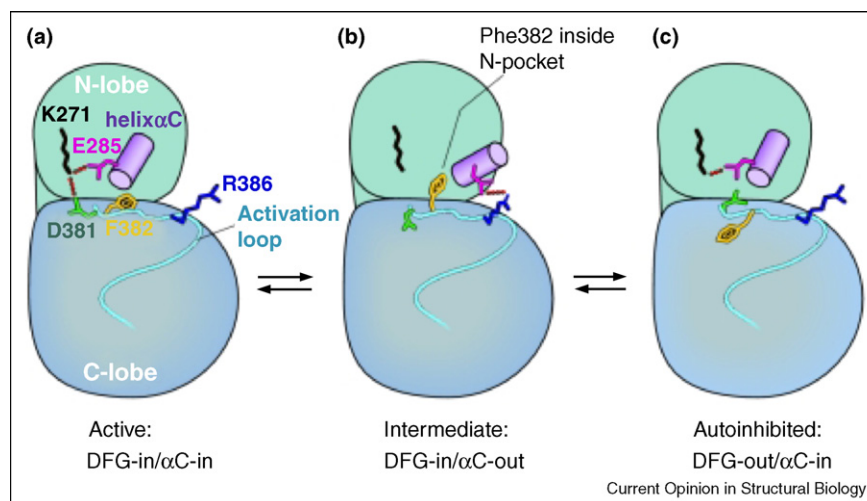 (a)
N-lobe
K271
helixαC
E285
R386
D381
F382
Activation
loop
C-lobe
Active:
DFG-in/αC-in
(b)
Phe382 inside
N-pocket
Intermediate:
DFG-in/αC-out
(c)
Autoinhibited:
DFG-out/αC-in
Current Opinion in Structural Biology